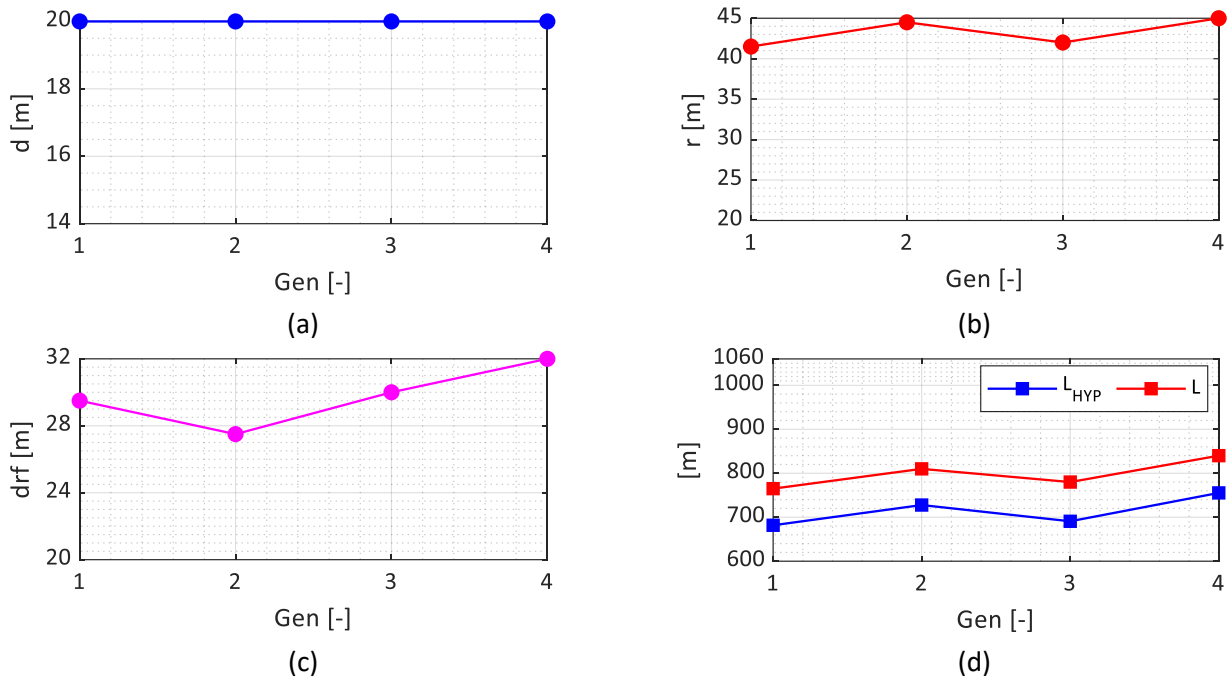 20
18
16
14
d [m]
1 2 3 4
Gen [-]
(a)
45
40
35
30
25
20
r [m]
1 2 3 4
Gen [-]
(b)
32
28
24
20
drf [m]
1 2 3 4
Gen [-]
(c)
1060
1000
900
800
700
600
[m]
L_HYP L
1 2 3 4
Gen [-]
(d)